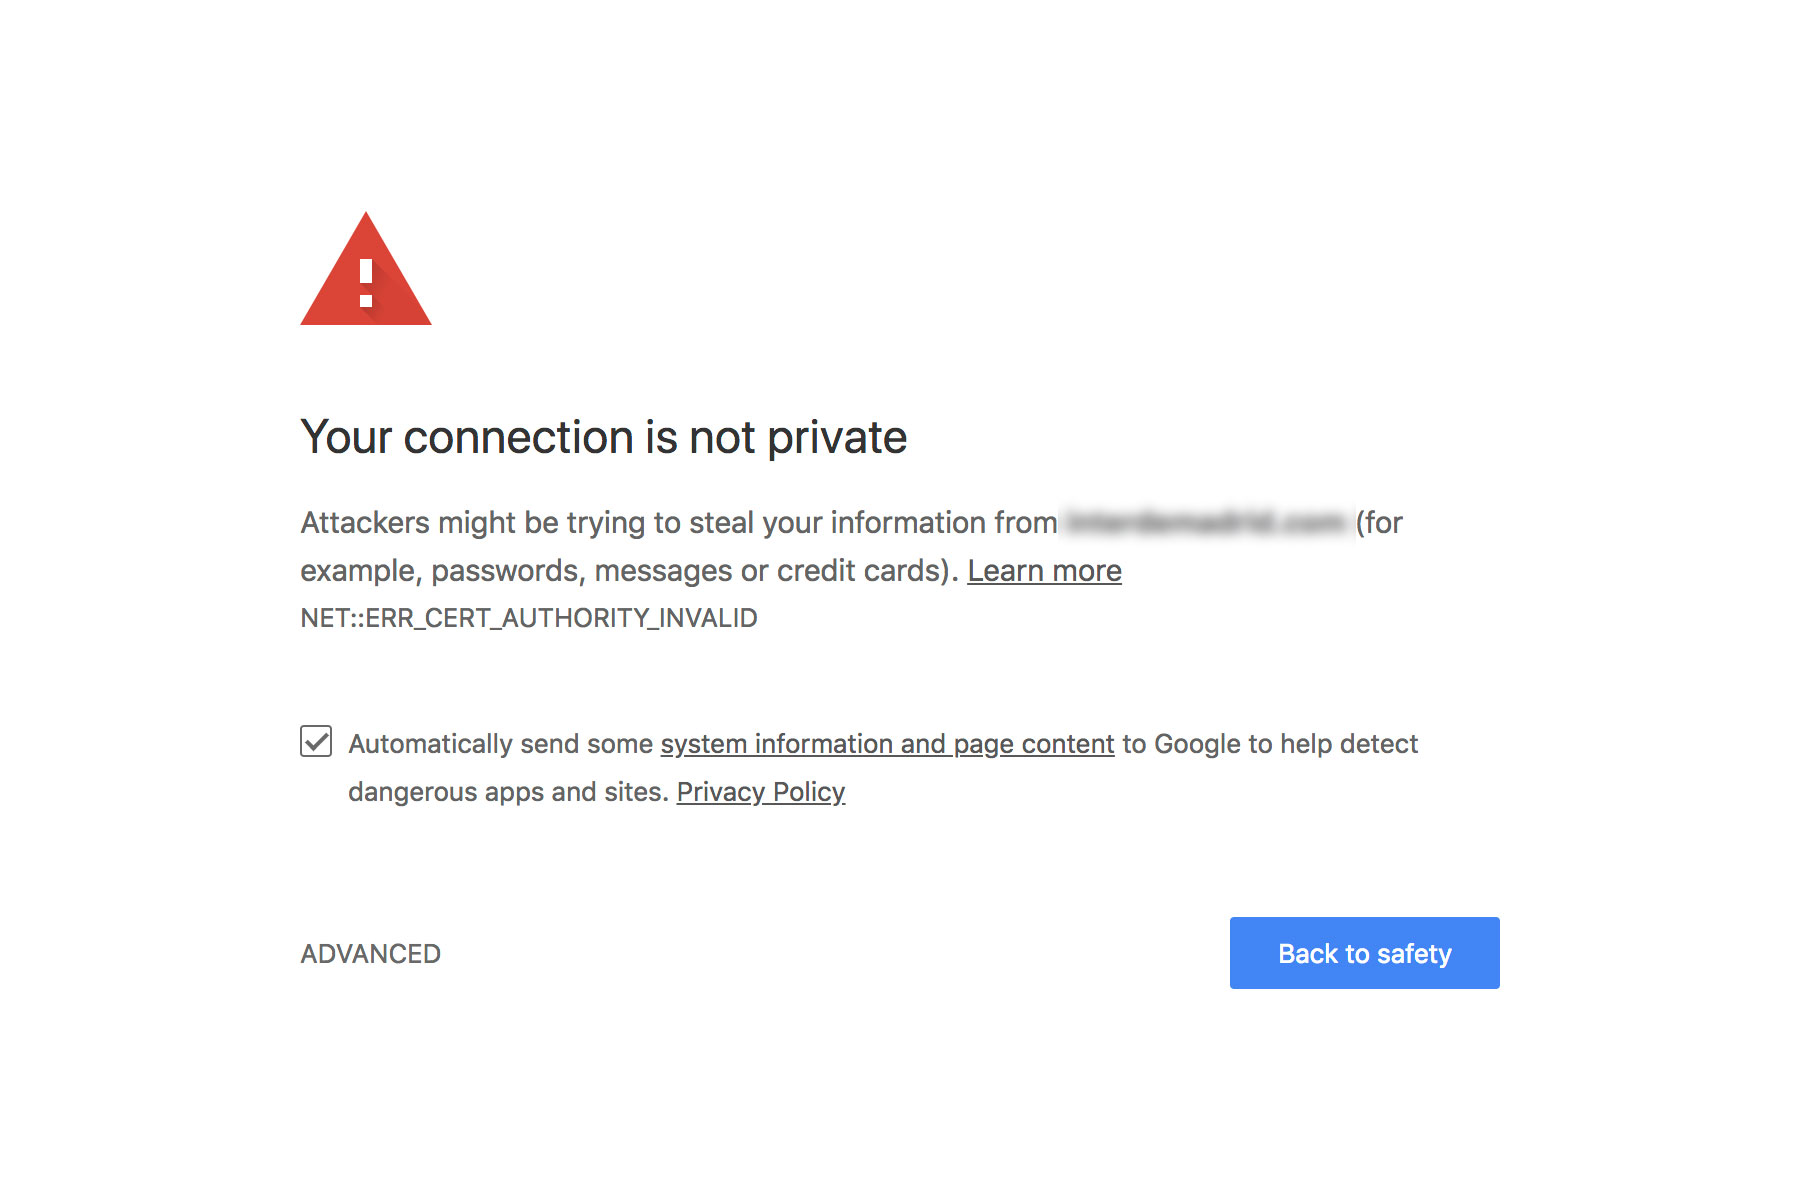 Your connection is not private
Attackers might be trying to steal your information from (for
example, passwords, messages or credit cards). Learn more
NET::ERR_CERT_AUTHORITY_INVALID
Automatically send some system information and page content to Google to help detect
dangerous apps and sites. Privacy Policy
ADVANCED
Back to safety